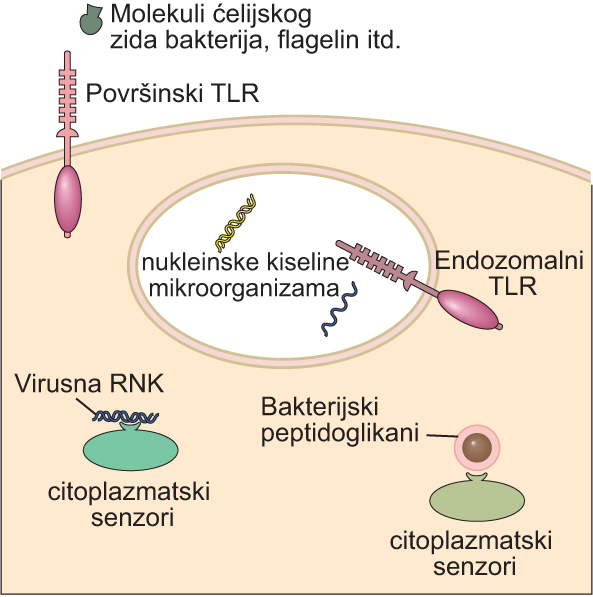 Molekuli ćelijskog
zida bakterija, flagelin itd.
Površinski TLR
nukleinske kiseline
mikroorganizama
Endozomalni
TLR
Virusna RNK
citoplazmatski
senzori
Bakterijski
peptidoglikani
citoplazmatski
senzori